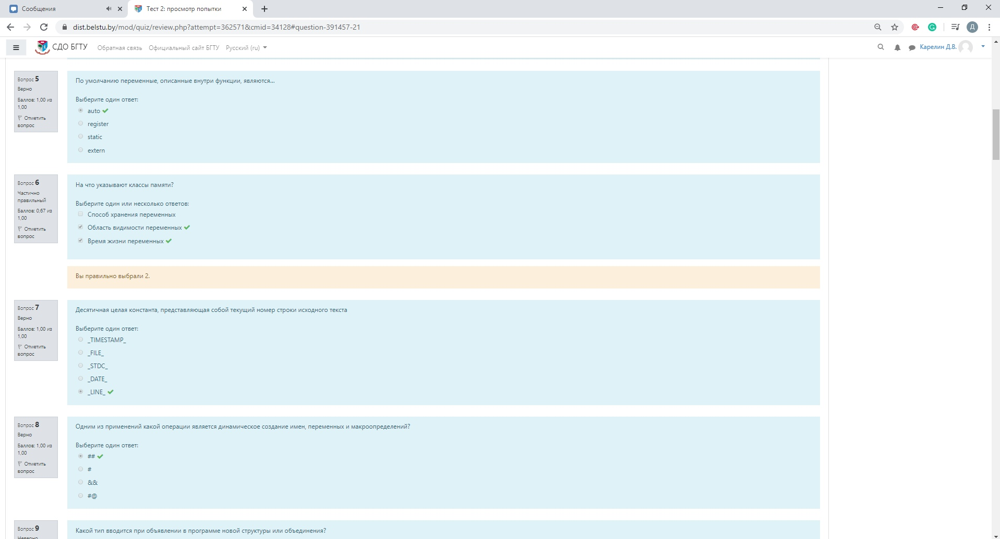 Сообщения
Тест 2: просмотр попытки
dist.belstu.by/mod/quiz/review.php?attempt=362571&cmid=34128#question-391457-21
Д
СДО БГТУ
Обратная связь
Официальный сайт БГТУ
Русский (ru)
Карелин Д.В.
Вопрос 5
Верно
Баллов: 1,00 из
1,00
Отметить
вопрос
По умолчанию переменные, описанные внутри функции, являются...
Выберите один ответ:
auto
register
static
extern
Вопрос 6
Частично
правильный
Баллов: 0,67 из
1,00
Отметить
вопрос
На что указывают классы памяти?
Выберите один или несколько ответов:
Способ хранения переменных
Область видимости переменных
Время жизни переменных
Вы правильно выбрали 2.
Вопрос 7
Верно
Баллов: 1,00 из
1,00
Отметить
вопрос
Десятичная целая константа, представляющая собой текущий номер строки исходного текста
Выберите один ответ:
_TIMESTAMP_
_FILE_
_STDC_
_DATE_
_LINE_
Вопрос 8
Верно
Баллов: 1,00 из
1,00
Отметить
вопрос
Одним из применений какой операции является динамическое создание имен, переменных и макроопределений?
Выберите один ответ:
##
#
&&
#@
Вопрос 9
Неверно
Какой тип вводится при объявлении в программе новой структуры или объединения?